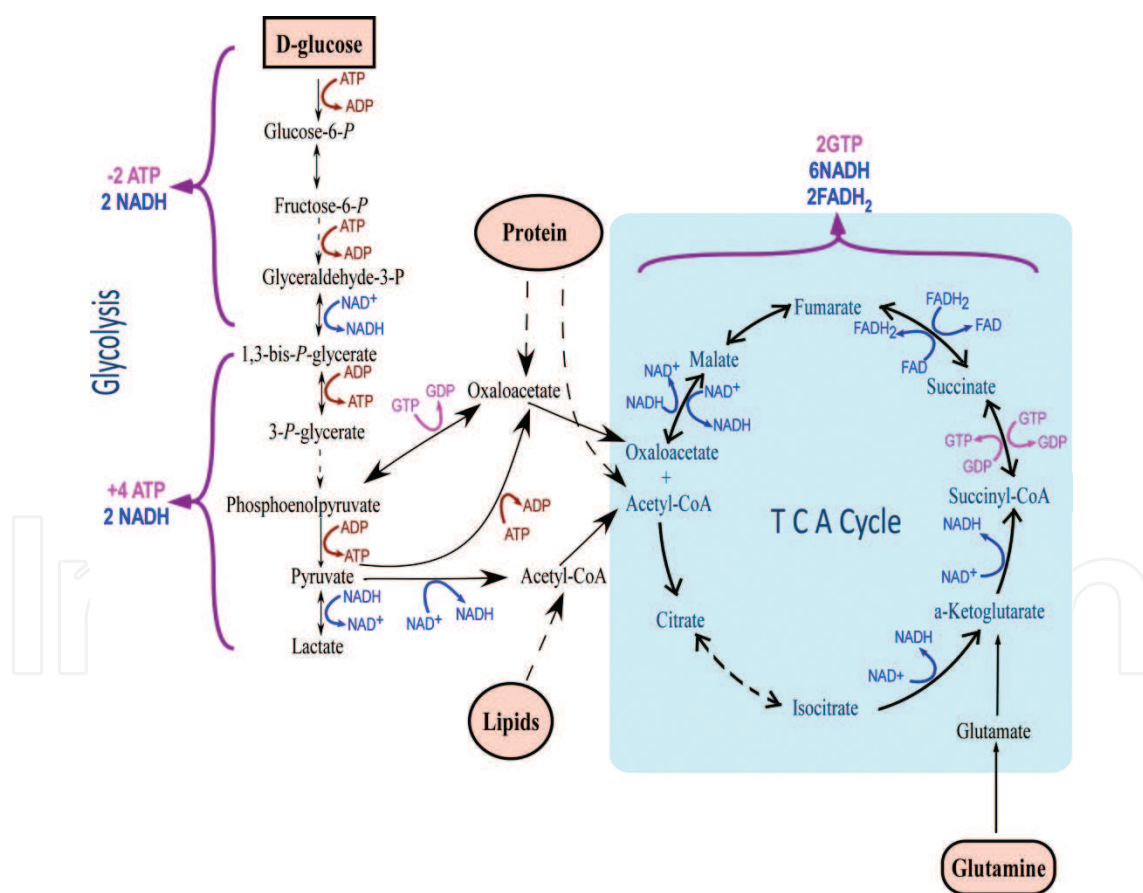 D-glucose
ATP
ADP
Glucose-6-P
-2 ATP
2 NADH
Fructose-6-P
ATP
ADP
Glyceraldehyde-3-P
NAD+
NADH
Glycolysis
1,3-bis-P-glycerate
ADP
ATP
3-P-glycerate
+4 ATP
2 NADH
Phosphoenolpyruvate
ADP
ATP
Pyruvate
NADH
NAD+
Lactate
GTP
GDP
Protein
Oxaloacetate
ADP
ATP
NAD+
NADH
Acetyl-CoA
Lipids
2GTP
6NADH
2FADH2
Fumarate
FADH2
FADH2
FAD
FAD
Malate
NAD+
NADH
NAD+
NADH
Succinate
Oxaloacetate
+
Acetyl-CoA
GTP
GTP
GDP
GDP
Succinyl-CoA
T C A Cycle
NADH
NAD+
Citrate
a-Ketoglutarate
NADH
NAD+
Isocitrate
Glutamate
Glutamine